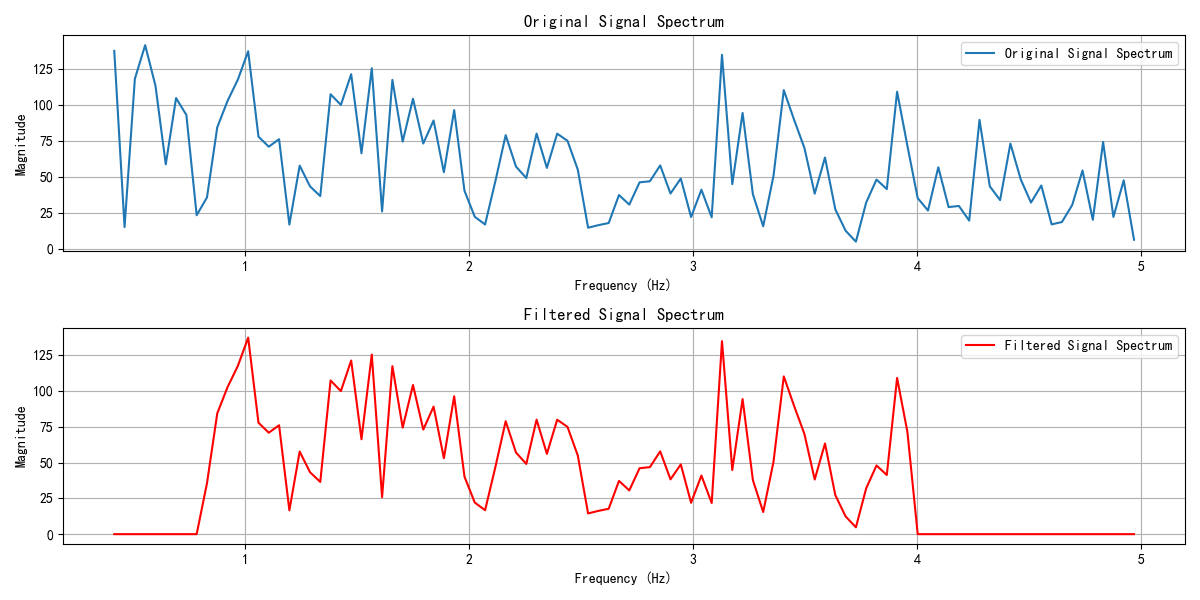 Original Signal Spectrum
Original Signal Spectrum
125
100
75
50
25
0
Magnitude
1 2 3 4 5
Frequency (Hz)
Filtered Signal Spectrum
Filtered Signal Spectrum
125
100
75
50
25
0
Magnitude
1 2 3 4 5
Frequency (Hz)